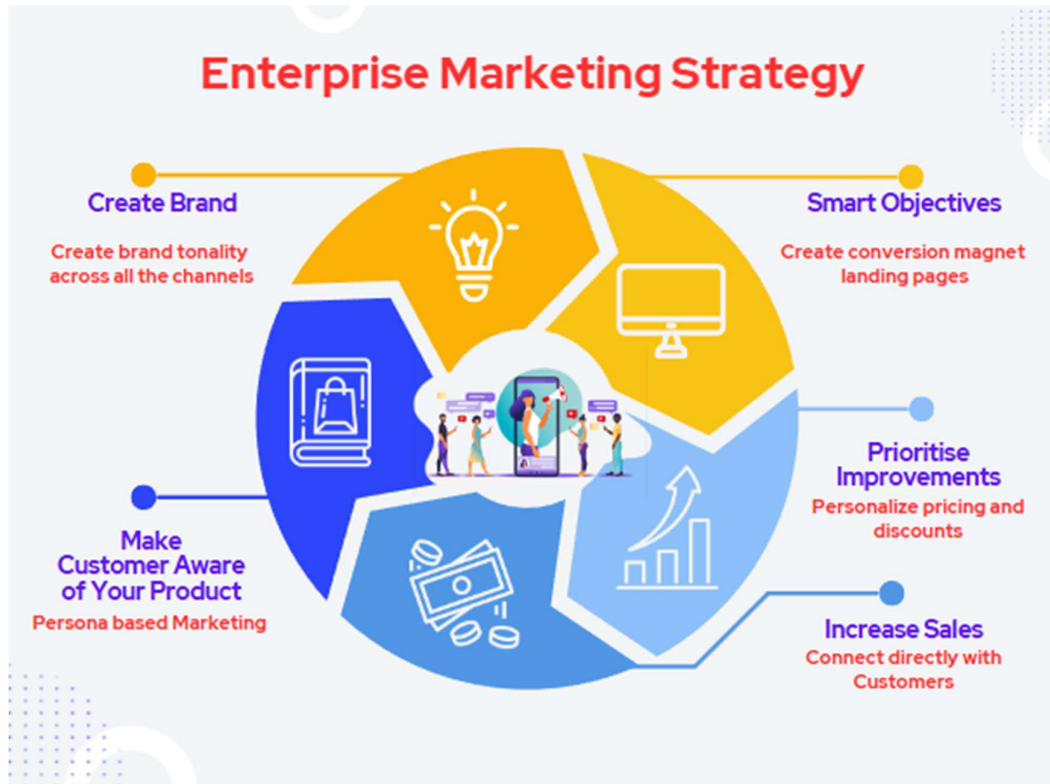 Enterprise Marketing Strategy
Create Brand
Create brand tonality
across all the channels
Smart Objectives
Create conversion magnet
landing pages
Prioritise
Improvements
Personalize pricing and
discounts
Make
Customer Aware
of Your Product
Persona based Marketing
Increase Sales
Connect directly with
Customers